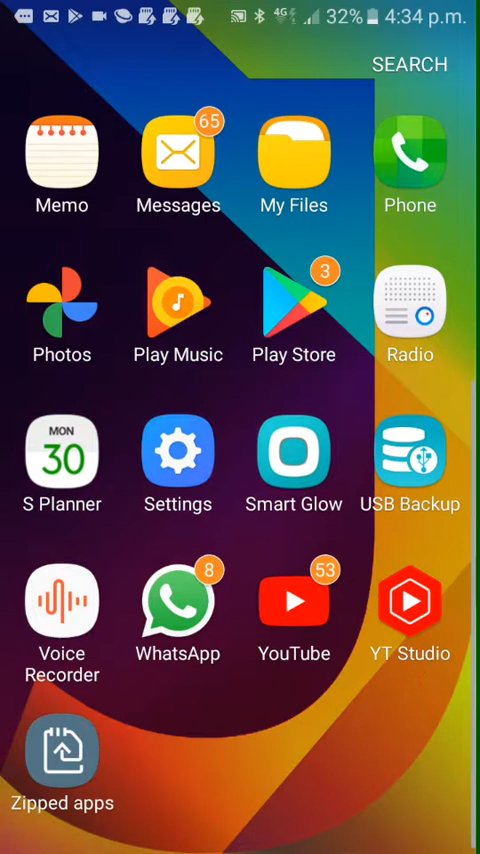 4G 32% 4:34 p.m.
SEARCH
65
Memo Messages My Files Phone
3
Photos Play Music Play Store Radio
MON
30
S Planner Settings Smart Glow USB Backup
8 53
Voice Recorder WhatsApp YouTube YT Studio
Zipped apps